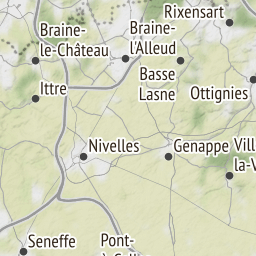 Rixensart
Braine-
le-Château
Braine-
l'Alleud
Basse
Lasne
Ittre
Ottignies
Nivelles
Genappe
Vill
la-V
Seneffe
Pont-